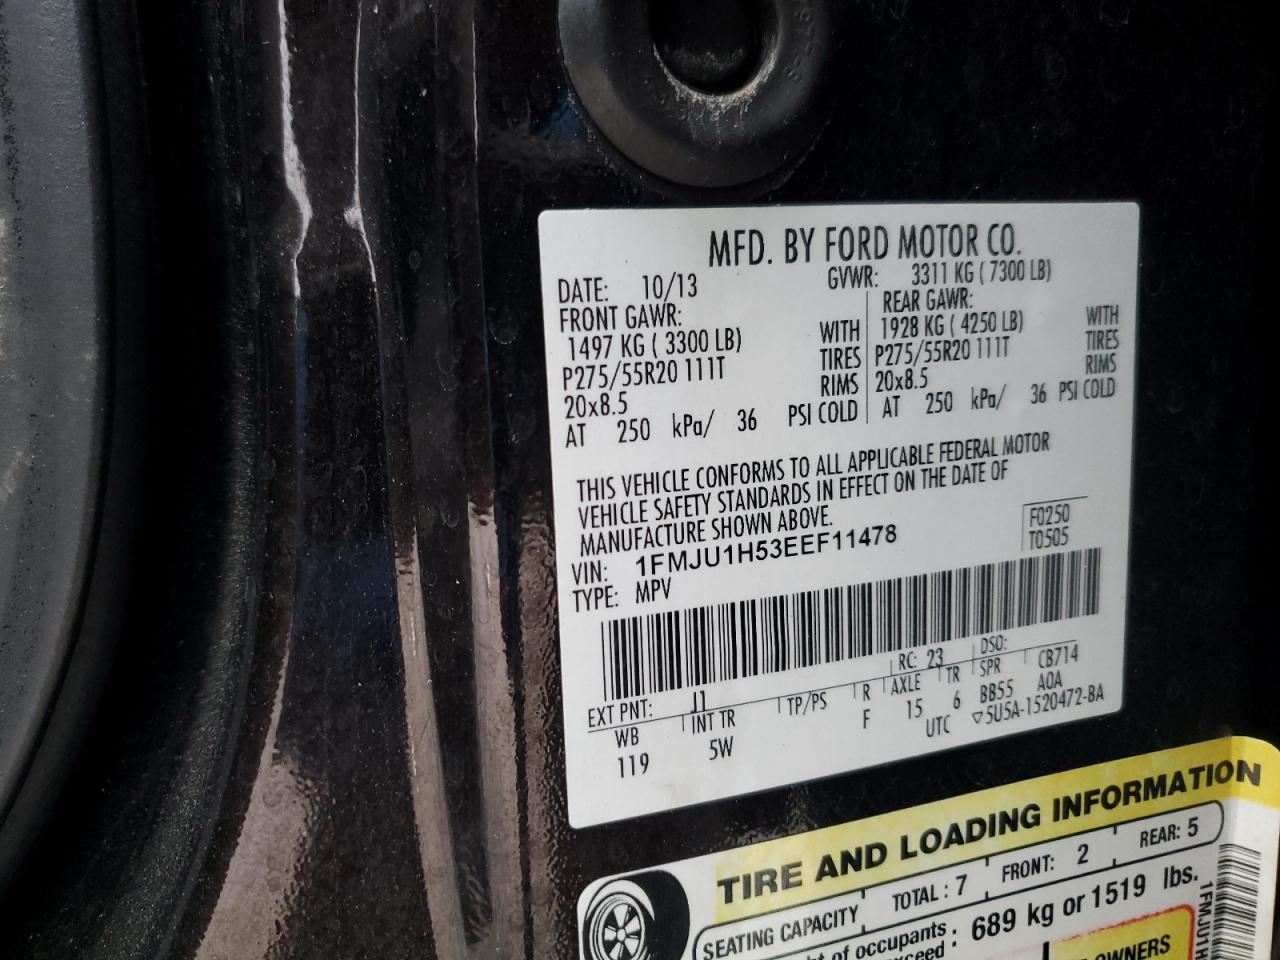 MFD. BY FORD MOTOR CO.
DATE: 10/13 GVWR: 3311 KG ( 7300 LB)
FRONT GAWR: REAR GAWR:
1497 KG ( 3300 LB) WITH 1928 KG ( 4250 LB) WITH
P275/55R20 111T TIRES P275/55R20 111T TIRES
20x8.5 RIMS 20x8.5 RIMS
AT 250 kPa/ 36 PSI COLD AT 250 kPa/ 36 PSI COLD
THIS VEHICLE CONFORMS TO ALL APPLICABLE FEDERAL MOTOR
VEHICLE SAFETY STANDARDS IN EFFECT ON THE DATE OF
MANUFACTURE SHOWN ABOVE.
F0250
T0505
VIN: 1FMJU1H53EEF11478
TYPE: MPV
RC: 23 DSO:
EXT PNT: J1 CB714
WB INT TR TP/PS R AXLE TR SPR
119 5W F 15 6 BB55 AOA
UTC ▽5U5A-1520472-BA
TIRE AND LOADING INFORMATION
SEATING CAPACITY TOTAL : 7 FRONT: 2 REAR: 5
of occupants : 689 kg or 1519 lbs.
OWNERS
1FMJU1H